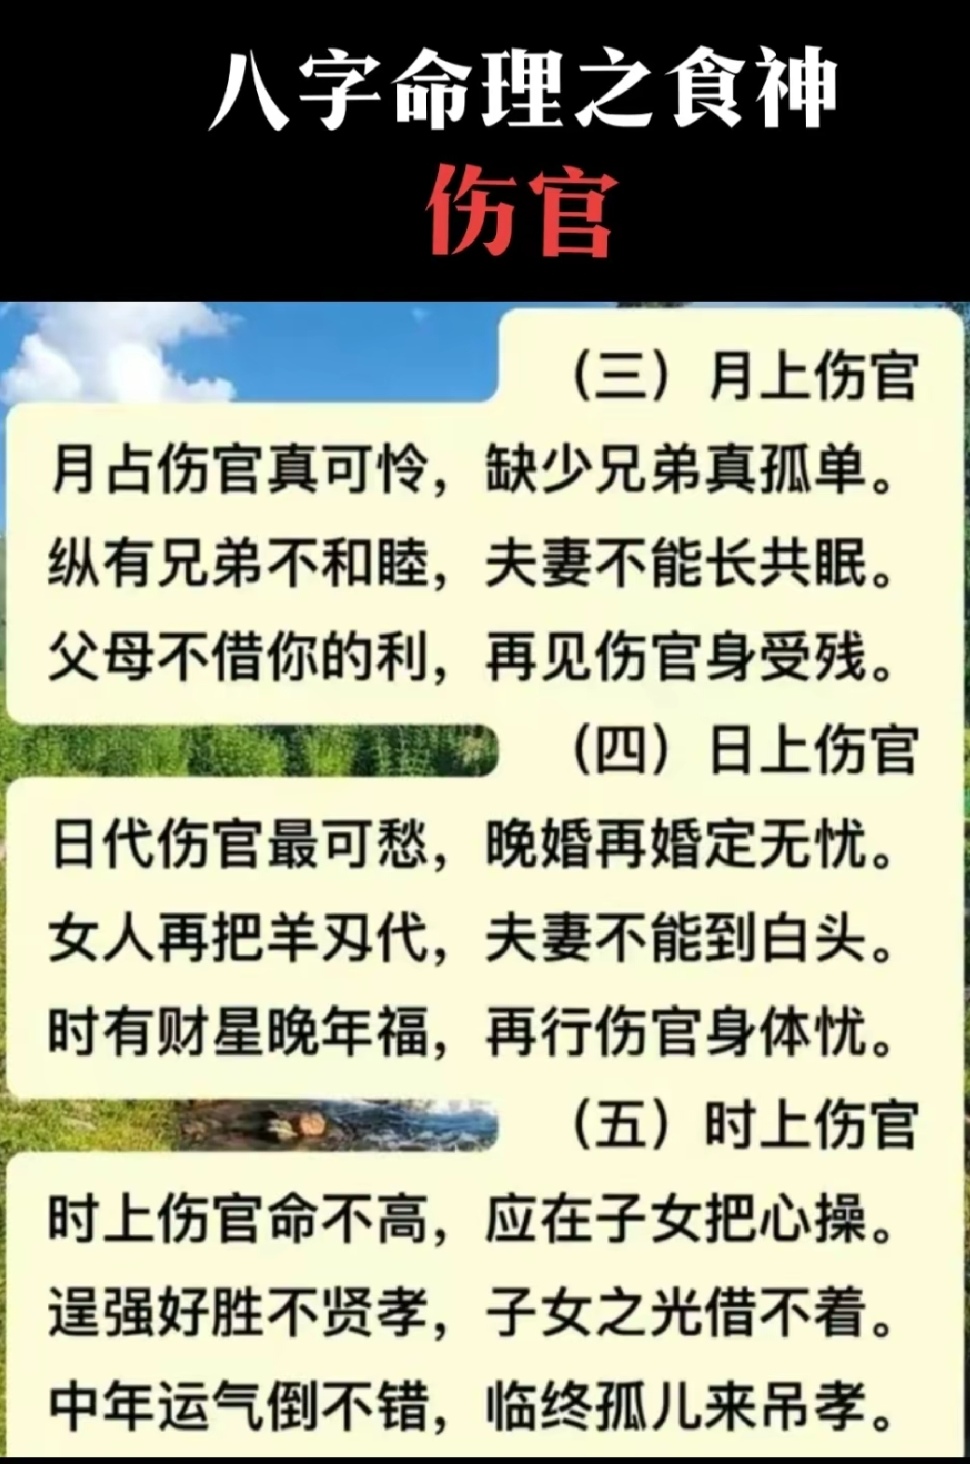 八字命理之食神
伤官
（三）月上伤官
月占伤官真可怜，缺少兄弟真孤单。
纵有兄弟不和睦，夫妻不能长共眠。
父母不借你的利，再见伤官身受残。
（四）日上伤官
日代伤官最可愁，晚婚再婚定无忧。
女人再把羊刃代，夫妻不能到白头。
时有财星晚年福，再行伤官身体忧。
（五）时上伤官
时上伤官命不高，应在子女把心操。
逞强好胜不贤孝，子女之光借不着。
中年运气倒不错，临终孤儿来吊孝。